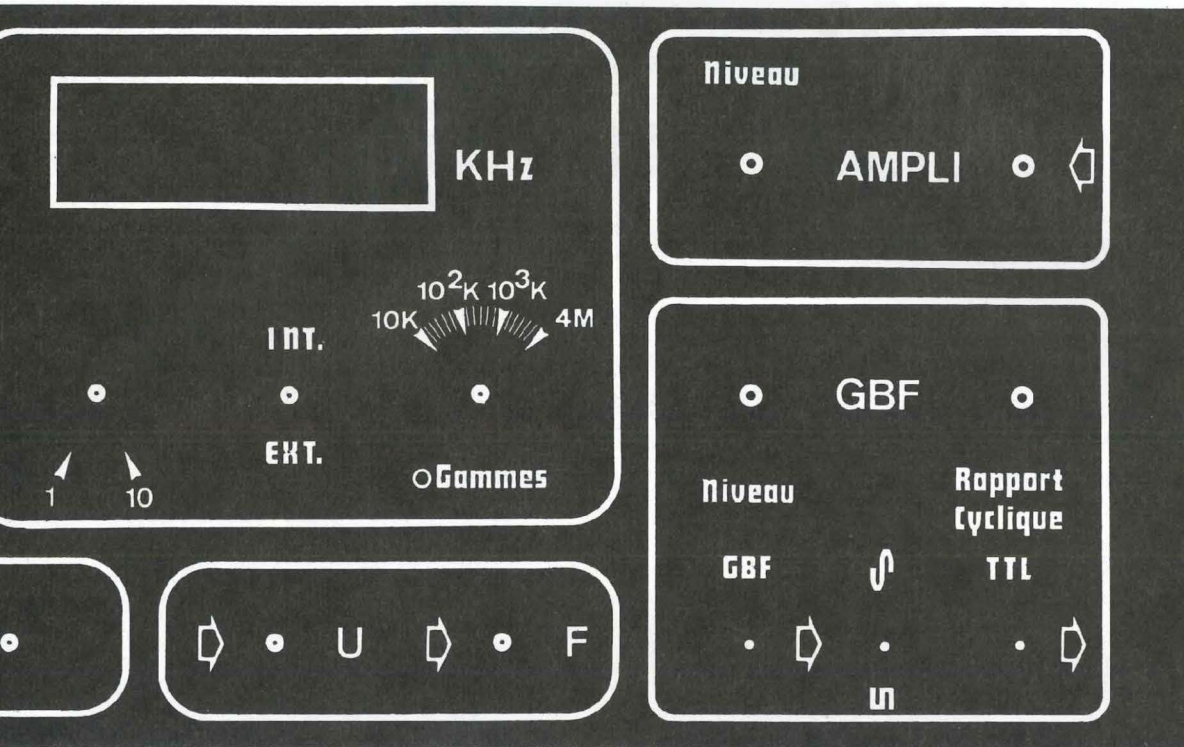 KHz
10K 10²K 10³K 4M
INT.
EXT.
1 10
Gammes
U F
Niveau
AMPLI
GBF
Niveau
Rapport
Cyclique
GBF TTL